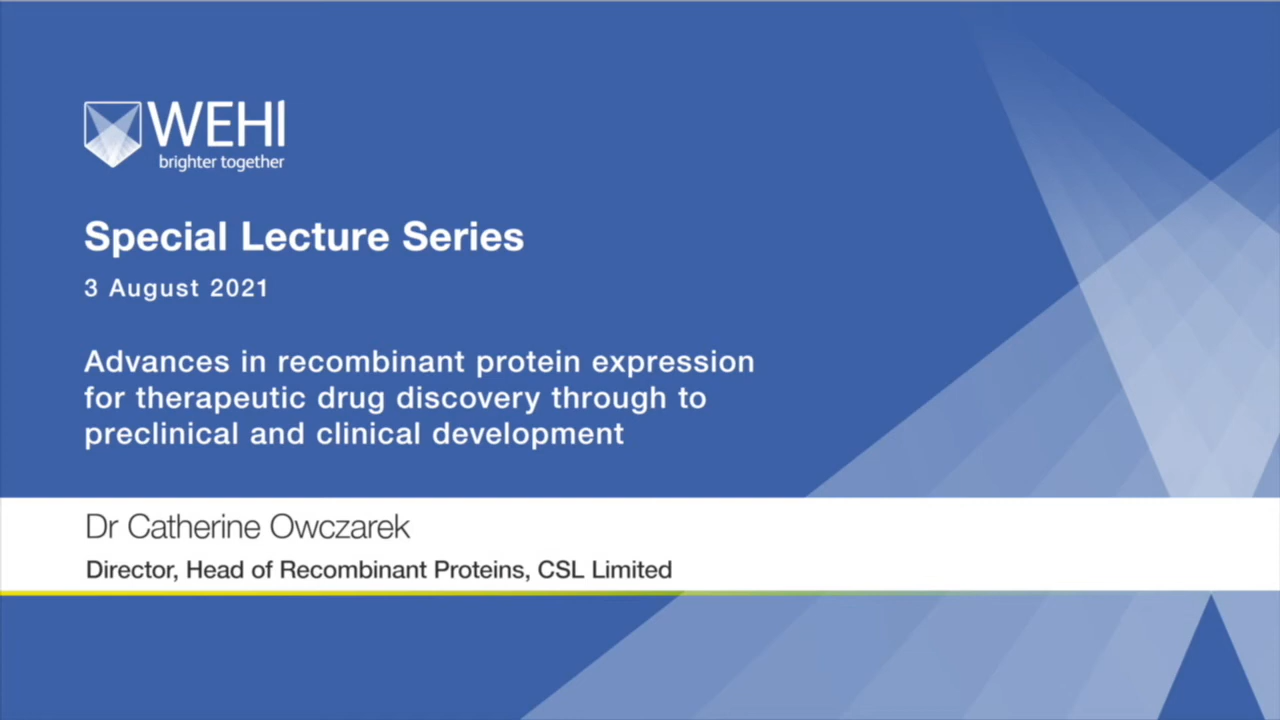 WEHI
brighter together
Special Lecture Series
3 August 2021
Advances in recombinant protein expression
for therapeutic drug discovery through to
preclinical and clinical development
Dr Catherine Owczarek
Director, Head of Recombinant Proteins, CSL Limited